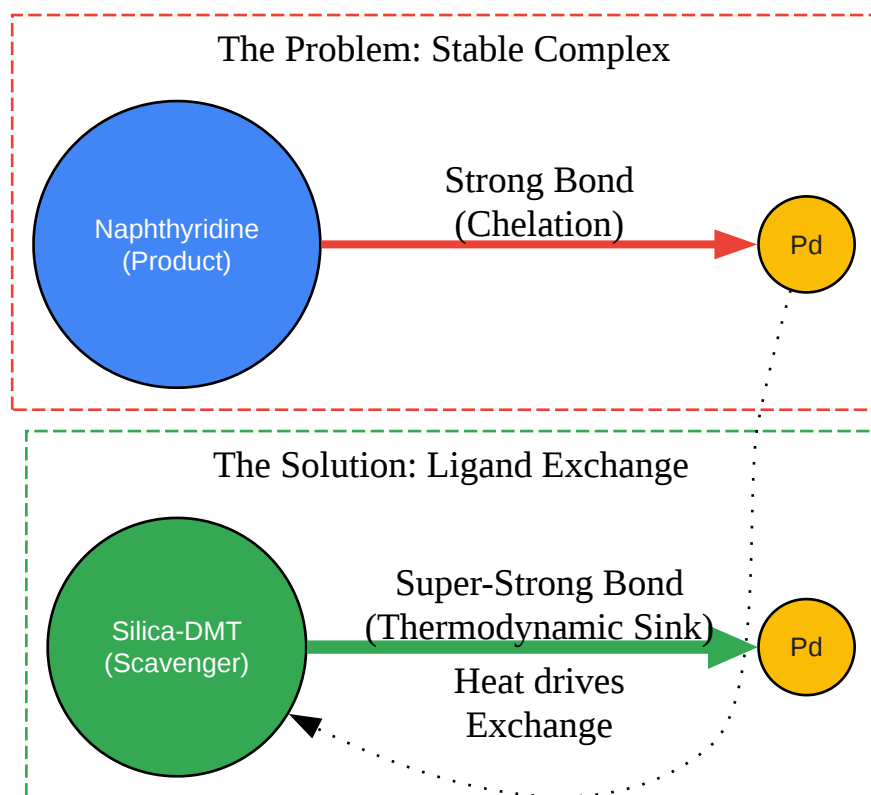 The Problem: Stable Complex
Strong Bond
(Chelation)
Naphthyridine
(Product)
Pd
The Solution: Ligand Exchange
Super-Strong Bond
(Thermodynamic Sink)
Silica-DMT
(Scavenger)
Pd
Heat drives
Exchange